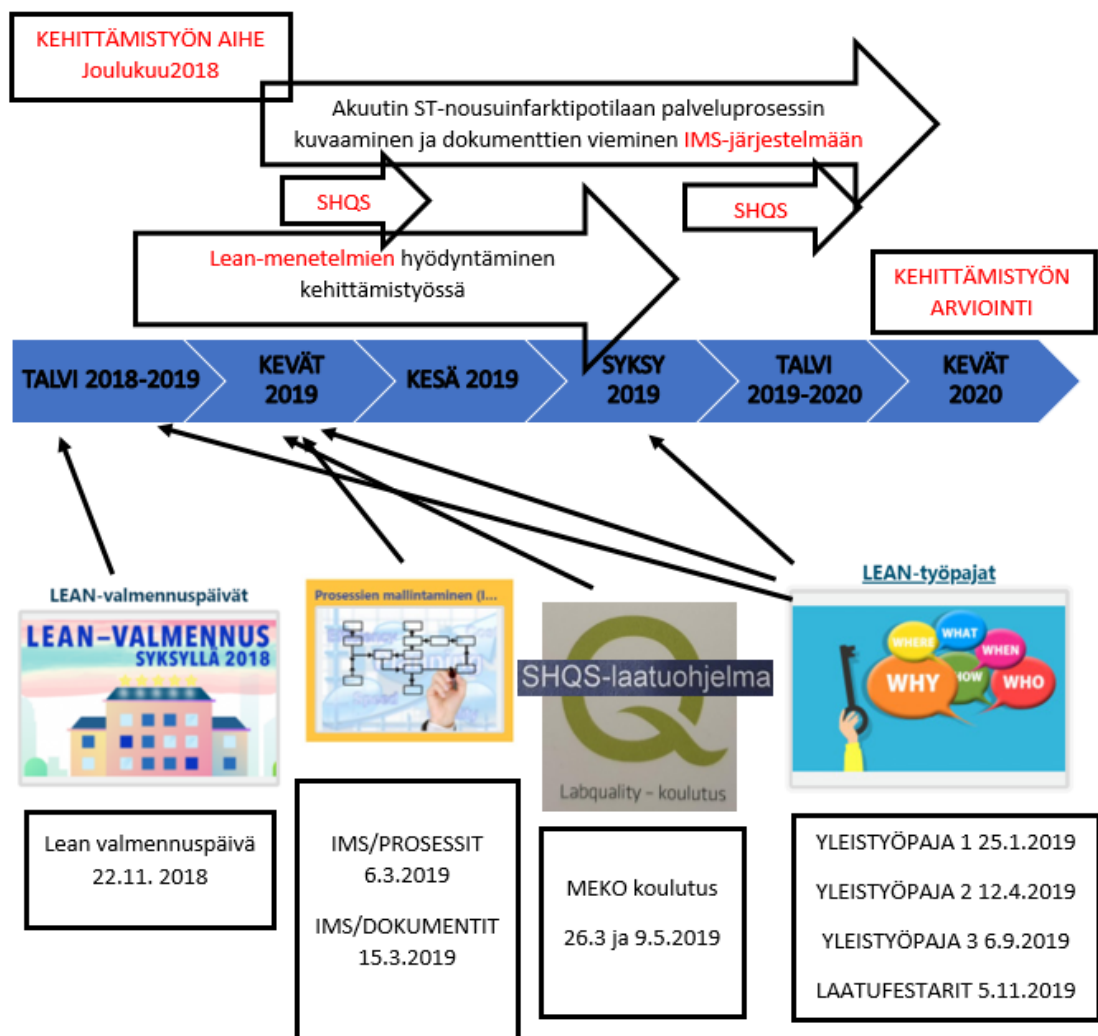 KEHITTÄMISTYÖN AIHE
Joulukuu2018
Akuutin ST-nousuinfarktipotilaan palveluprosessin
kuvaaminen ja dokumenttien vieminen IMS-järjestelmään
SHQS
SHQS
Lean-menetelmien hyödyntäminen
kehittämistyössä
KEHITTÄMISTYÖN
ARVIOINTI
TALVI 2018-2019
KEVÄT
2019
KESÄ 2019
SYKSY
2019
TALVI
2019-2020
KEVÄT
2020
LEAN-valmennuspäivät
LEAN-VALMENNUS
SYKSYLLÄ 2018
Prosessien mallintaminen (I...
SHQS-laatuohjelma
Labquality – koulutus
LEAN-työpajat
WHERE
WHAT
WHEN
WHY
HOW
WHO
Lean valmennuspäivä
22.11. 2018
IMS/PROSESSIT
6.3.2019
IMS/DOKUMENTIT
15.3.2019
MEKO koulutus
26.3 ja 9.5.2019
YLEISTYÖPAJA 1 25.1.2019
YLEISTYÖPAJA 2 12.4.2019
YLEISTYÖPAJA 3 6.9.2019
LAATUFESTARIT 5.11.2019